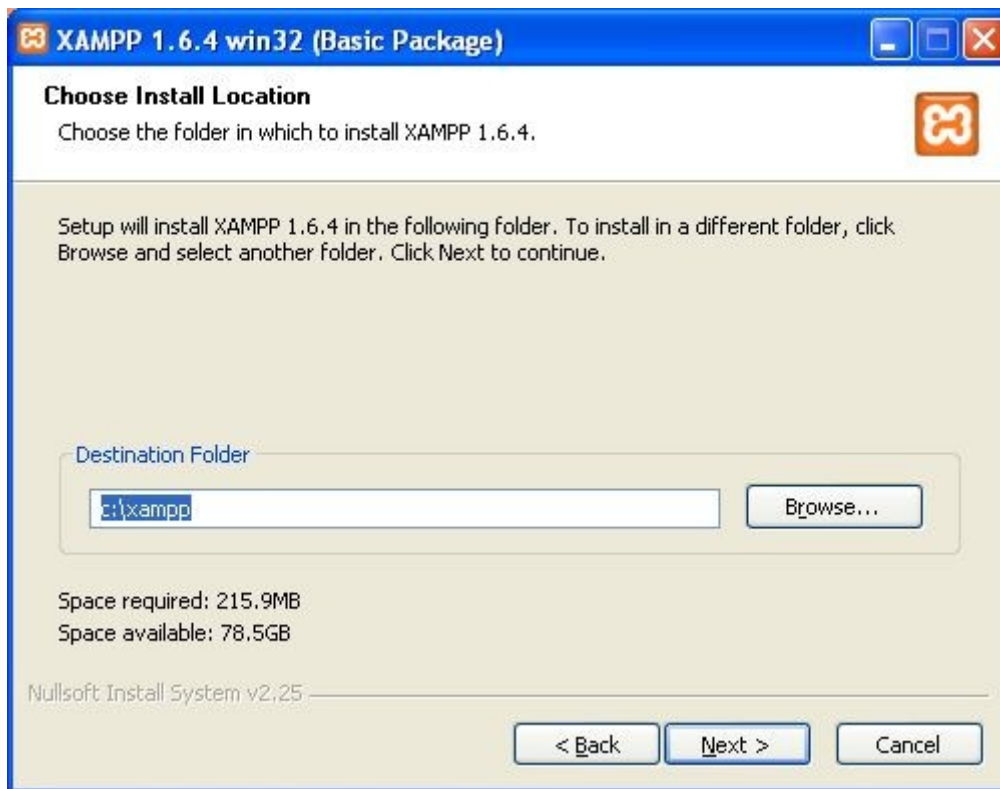 XAMPP 1.6.4 win32 (Basic Package)
Choose Install Location
Choose the folder in which to install XAMPP 1.6.4.
Setup will install XAMPP 1.6.4 in the following folder. To install in a different folder, click
Browse and select another folder. Click Next to continue.
Destination Folder
c:\xampp
Browse...
Space required: 215.9MB
Space available: 78.5GB
Nullsoft Install System v2.25
< Back
Next >
Cancel